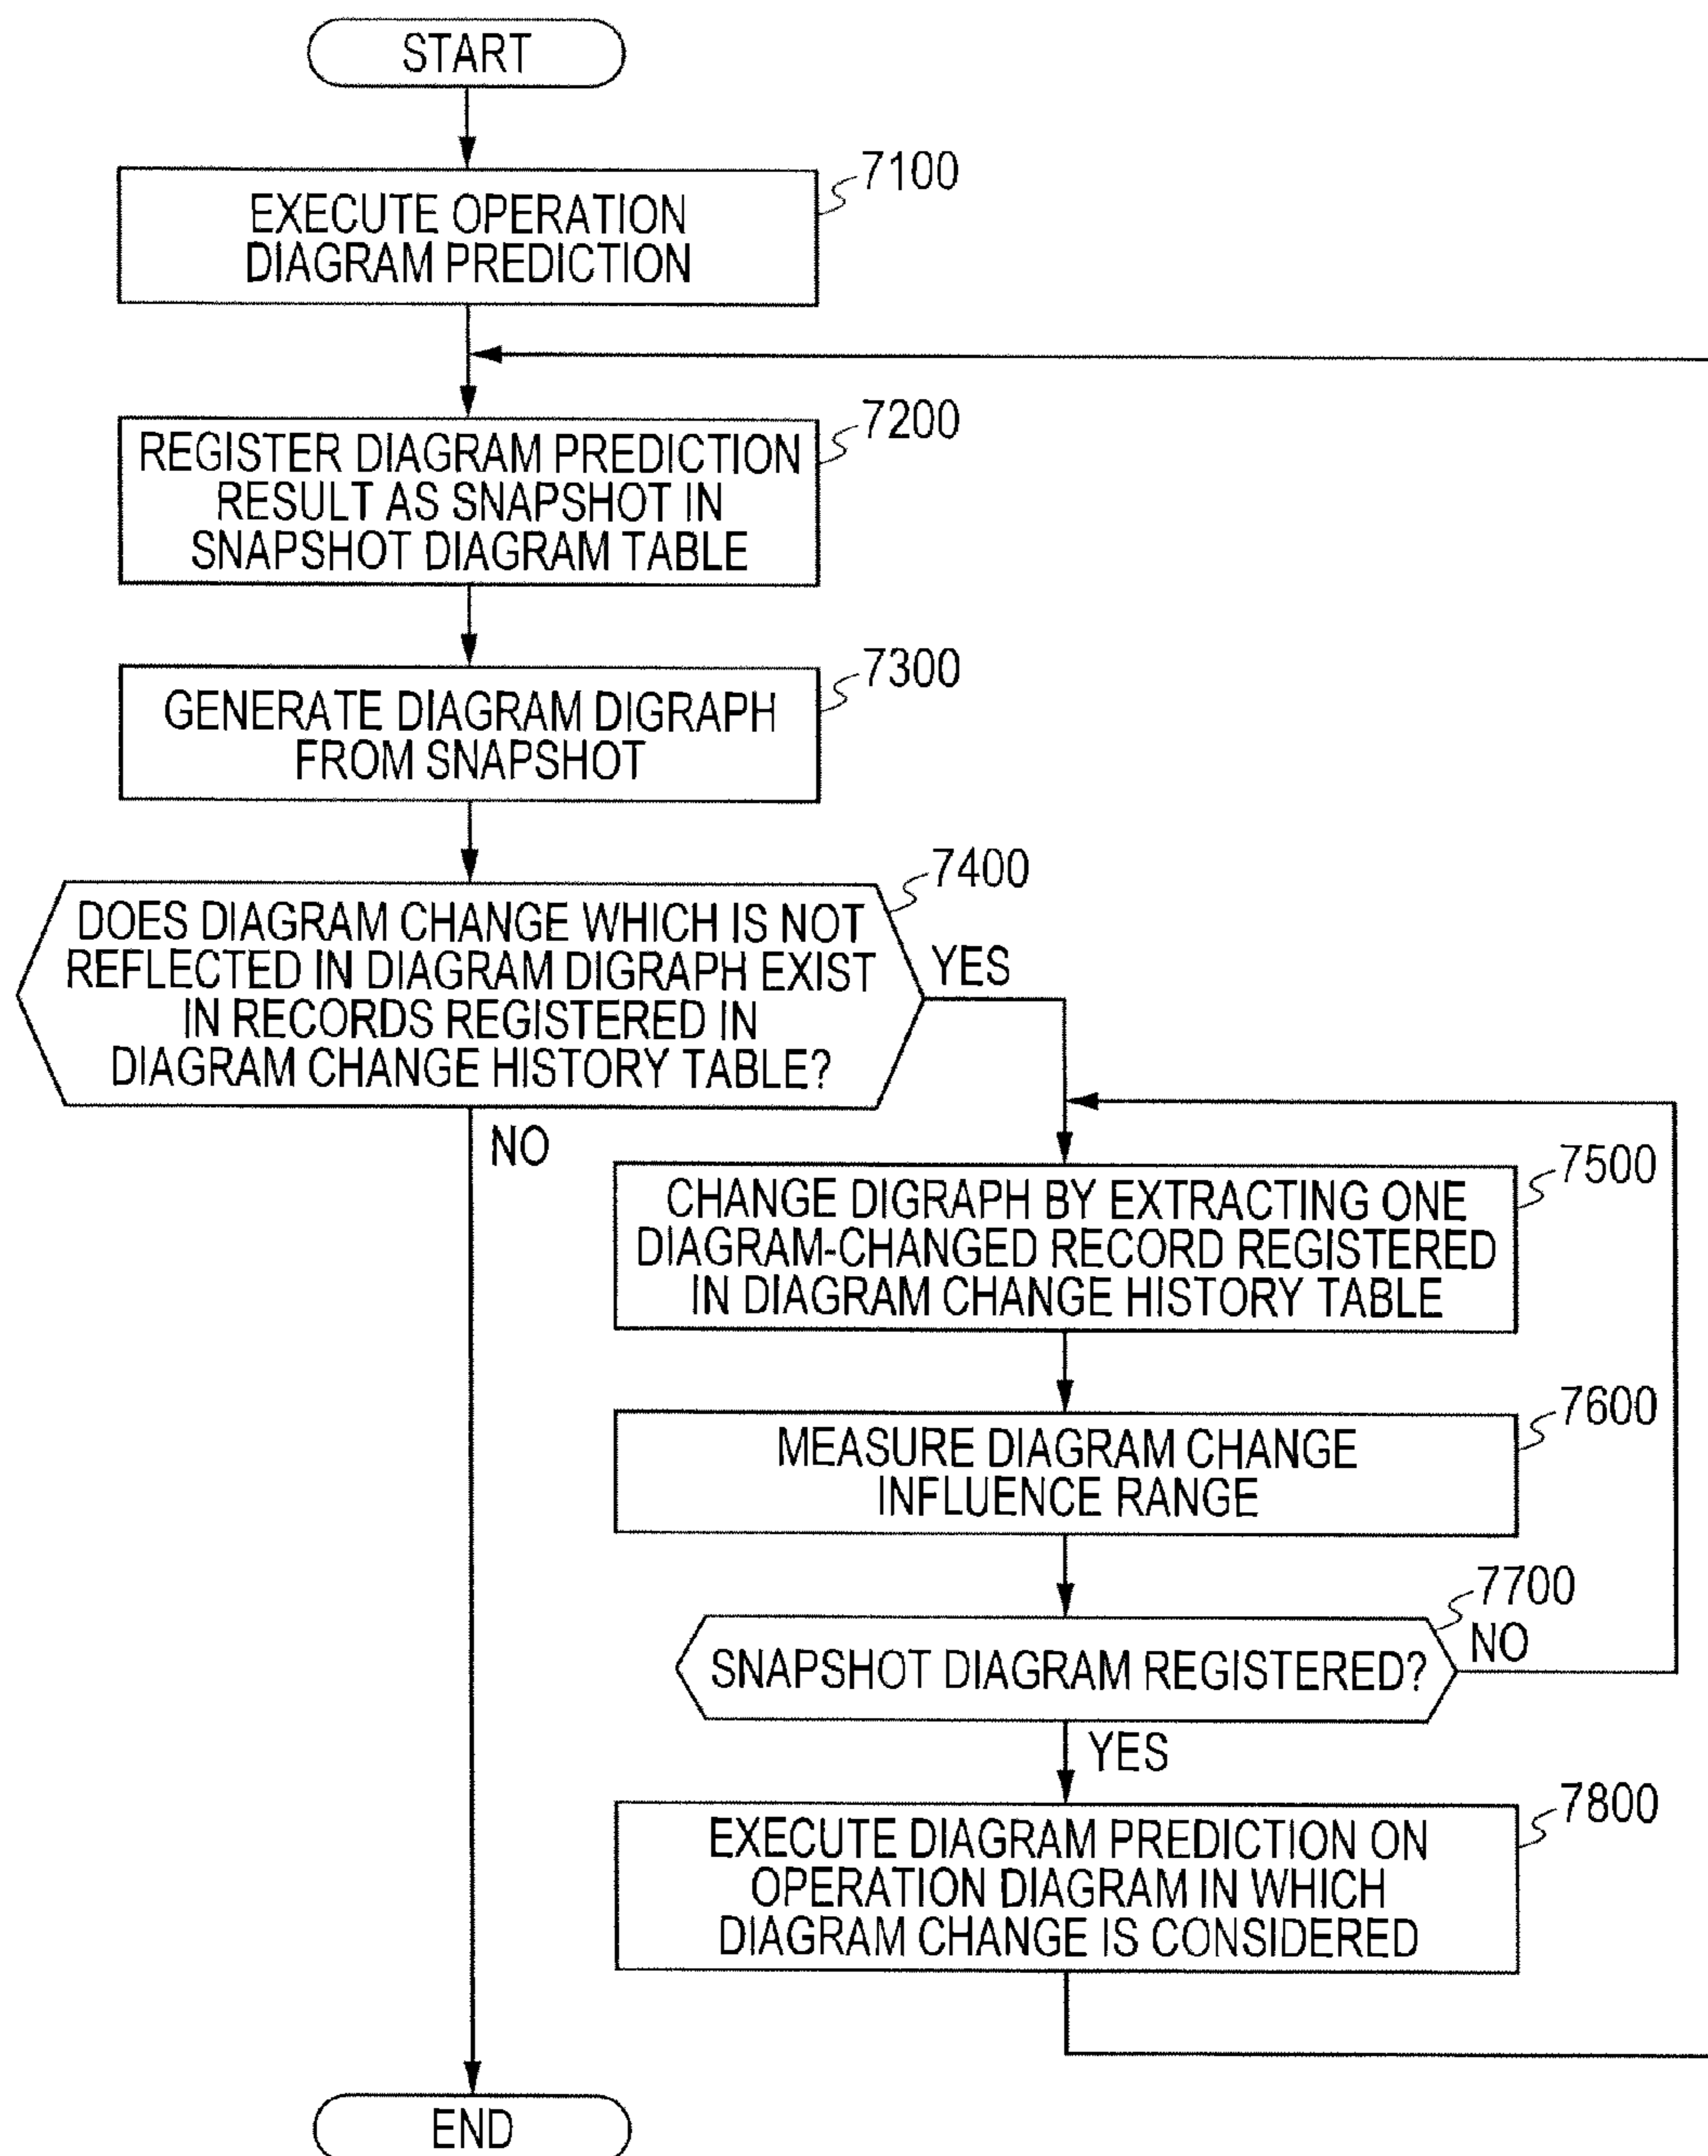 START
7100
EXECUTE OPERATION
DIAGRAM PREDICTION
7200
REGISTER DIAGRAM PREDICTION
RESULT AS SNAPSHOT IN
SNAPSHOT DIAGRAM TABLE
7300
GENERATE DIAGRAM DIGRAPH
FROM SNAPSHOT
7400
DOES DIAGRAM CHANGE WHICH IS NOT
REFLECTED IN DIAGRAM DIGRAPH EXIST
IN RECORDS REGISTERED IN
DIAGRAM CHANGE HISTORY TABLE?
YES
NO
7500
CHANGE DIGRAPH BY EXTRACTING ONE
DIAGRAM-CHANGED RECORD REGISTERED
IN DIAGRAM CHANGE HISTORY TABLE
7600
MEASURE DIAGRAM CHANGE
INFLUENCE RANGE
7700
SNAPSHOT DIAGRAM REGISTERED?
NO
YES
7800
EXECUTE DIAGRAM PREDICTION ON
OPERATION DIAGRAM IN WHICH
DIAGRAM CHANGE IS CONSIDERED
END